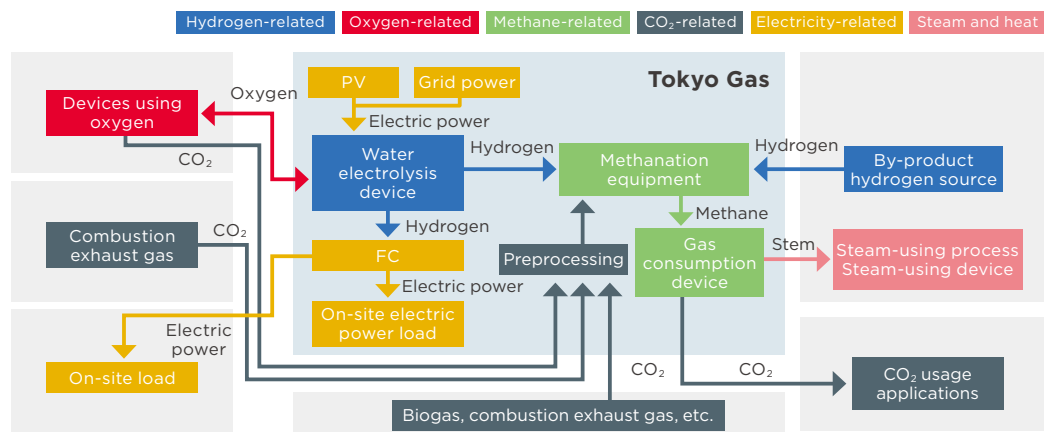 Hydrogen-related
Oxygen-related
Methane-related
CO₂-related
Electricity-related
Steam and heat
Tokyo Gas
PV
Grid power
Oxygen
Devices using
oxygen
Electric power
CO₂
Water
electrolysis
device
Hydrogen
Methanation
equipment
Hydrogen
By-product
hydrogen source
Hydrogen
Methane
CO₂
Combustion
exhaust gas
FC
Preprocessing
Gas
consumption
device
Stem
Steam-using process
Steam-using device
Electric power
On-site electric
power load
Electric
power
On-site load
CO₂
CO₂
CO₂ usage
applications
Biogas, combustion exhaust gas, etc.